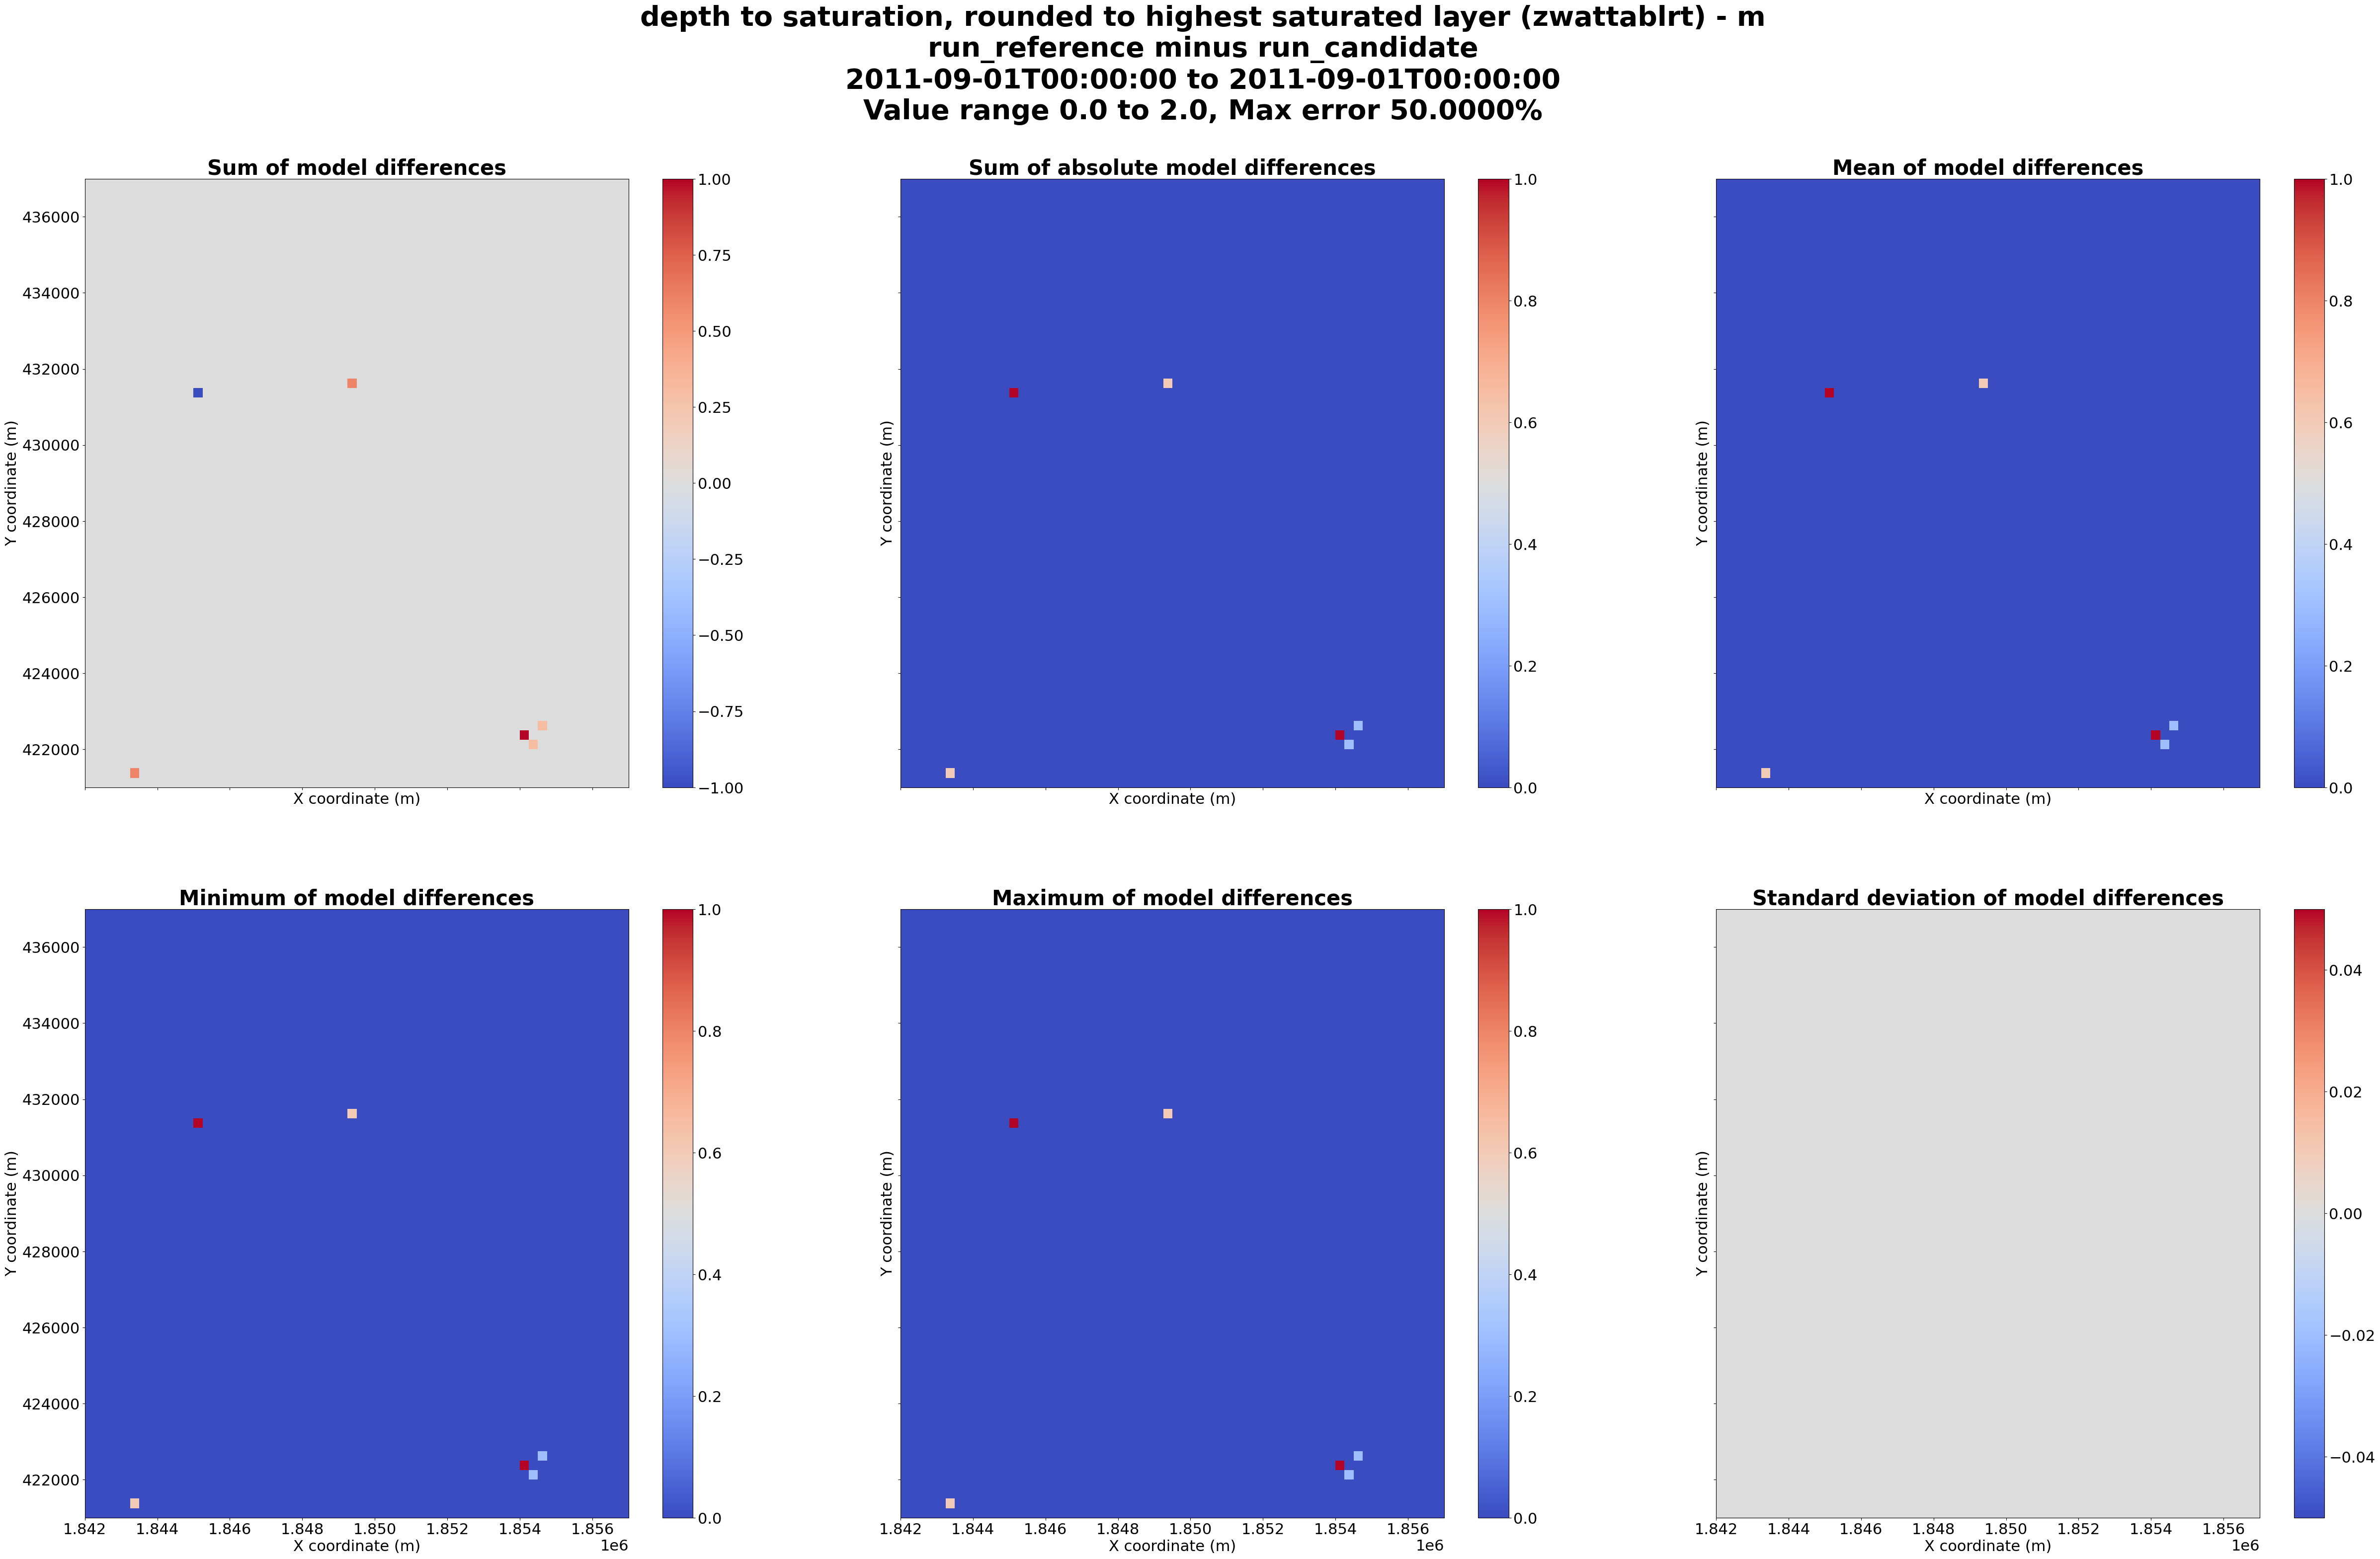 depth to saturation, rounded to highest saturated layer (zwattablrt) - m
run_reference minus run_candidate
2011-09-01T00:00:00 to 2011-09-01T00:00:00
Value range 0.0 to 2.0, Max error 50.0000%
Sum of model differences
436000
434000
432000
430000
428000
426000
424000
422000
Y coordinate (m)
X coordinate (m)
1.00
0.75
0.50
0.25
0.00
−0.25
−0.50
−0.75
−1.00
Sum of absolute model differences
Y coordinate (m)
X coordinate (m)
1.0
0.8
0.6
0.4
0.2
0.0
Mean of model differences
Y coordinate (m)
X coordinate (m)
1.0
0.8
0.6
0.4
0.2
0.0
Minimum of model differences
436000
434000
432000
430000
428000
426000
424000
422000
Y coordinate (m)
1.842 1.844 1.846 1.848 1.850 1.852 1.854 1.856
X coordinate (m)
1e6
1.0
0.8
0.6
0.4
0.2
0.0
Maximum of model differences
Y coordinate (m)
1.842 1.844 1.846 1.848 1.850 1.852 1.854 1.856
X coordinate (m)
1e6
1.0
0.8
0.6
0.4
0.2
0.0
Standard deviation of model differences
Y coordinate (m)
1.842 1.844 1.846 1.848 1.850 1.852 1.854 1.856
X coordinate (m)
1e6
0.04
0.02
0.00
−0.02
−0.04